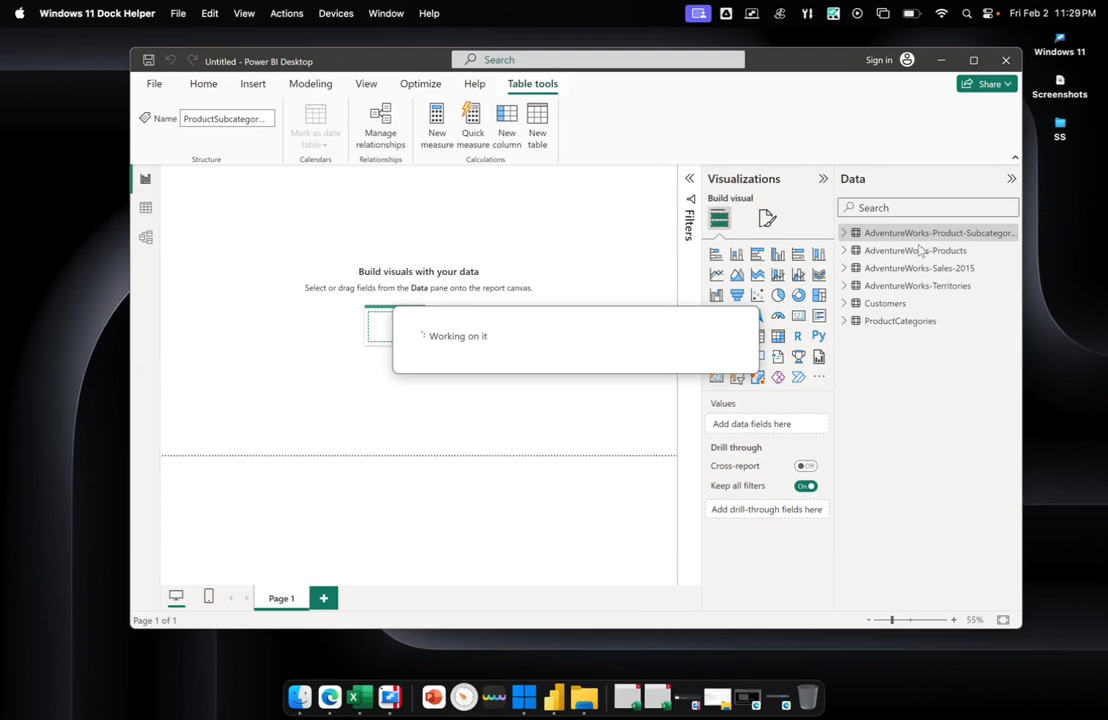 Windows 11 Dock Helper File Edit View Actions Devices Window Help
Fri Feb 2 11:29 PM
Untitled - Power BI Desktop
Search
Sign in
File Home Insert Modeling View Optimize Help Table tools
Share
Name ProductSubcategor...
Mark as date
table
Manage
relationships
New
measure
Quick
measure
New
column
New
table
Structure
Calendars
Relationships
Calculations
Build visuals with your data
Select or drag fields from the Data pane onto the report canvas.
Working on it
Filters
Visualizations
Build visual
R Py
Values
Add data fields here
Drill through
Cross-report Off
Keep all filters On
Add drill-through fields here
Data
Search
AdventureWorks-Product-Subcategor...
AdventureWorks-Products
AdventureWorks-Sales-2015
AdventureWorks-Territories
Customers
ProductCategories
Page 1
Page 1 of 1
55%
Windows 11
Screenshots
SS